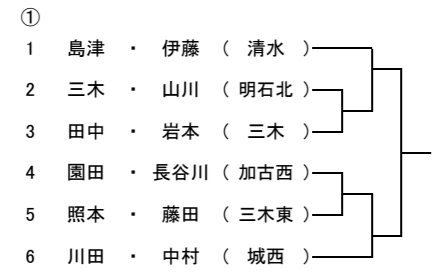 ①
1 島津 ・ 伊藤 ( 清水 )
2 三木 ・ 山川 ( 明石北 )
3 田中 ・ 岩本 ( 三木 )
4 園田 ・ 長谷川 ( 加古西 )
5 照本 ・ 藤田 ( 三木東 )
6 川田 ・ 中村 ( 城西 )